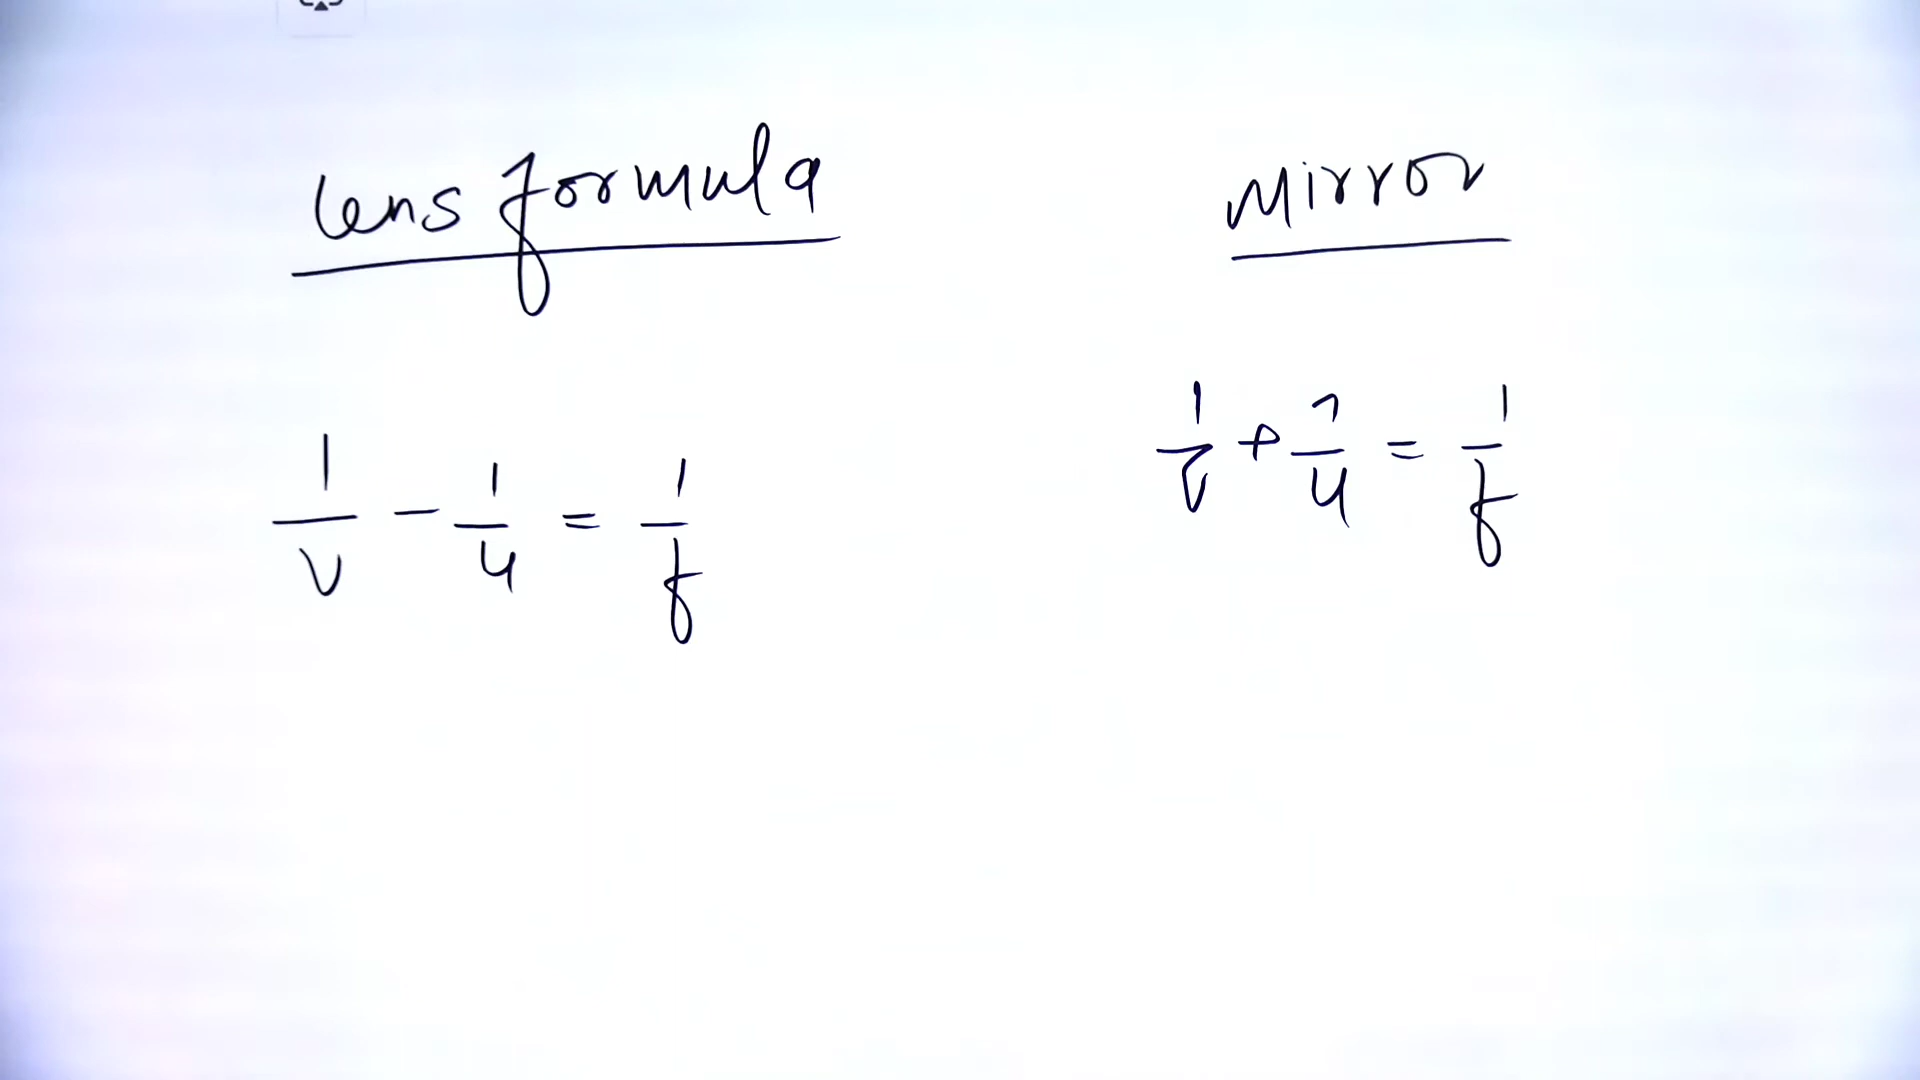 lens formula
Mirror
1/v - 1/u = 1/f
1/v + 1/u = 1/f